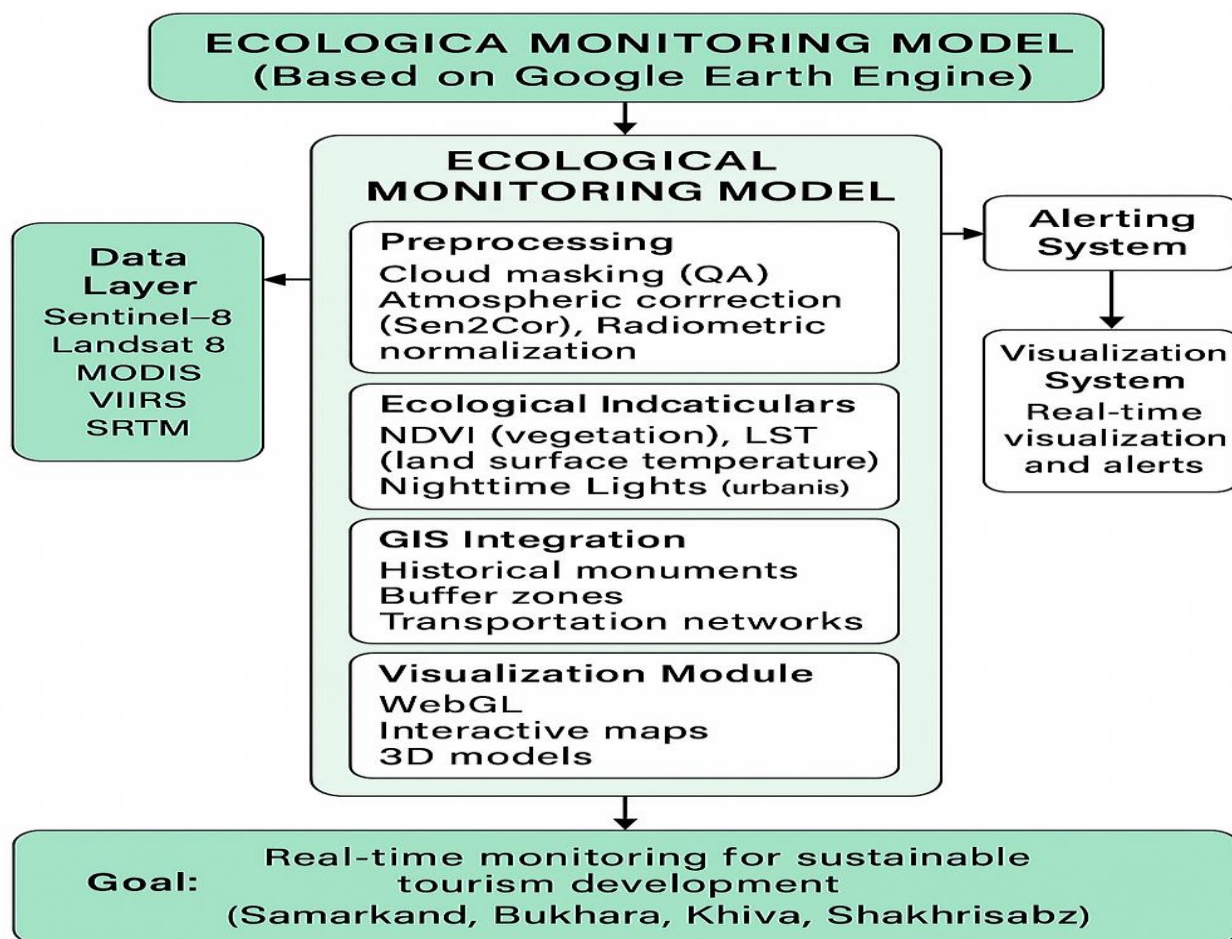 ECOLOGICA MONITORING MODEL
(Based on Google Earth Engine)
ECOLOGICAL
MONITORING MODEL
Preprocessing
Cloud masking (QA)
Atmospheric corrrection
(Sen2Cor), Radiometric
normalization
Ecological Indcaticulars
NDVI (vegetation), LST
(land surface temperature)
Nighttime Lights (urbanis)
GIS Integration
Historical monuments
Buffer zones
Transportation networks
Visualization Module
WebGL
Interactive maps
3D models
Data
Layer
Sentinel–8
Landsat 8
MODIS
VIIRS
SRTM
Alerting
System
Visualization
System
Real-time
visualization
and alerts
Goal: Real-time monitoring for sustainable
tourism development
(Samarkand, Bukhara, Khiva, Shakhrisabz)